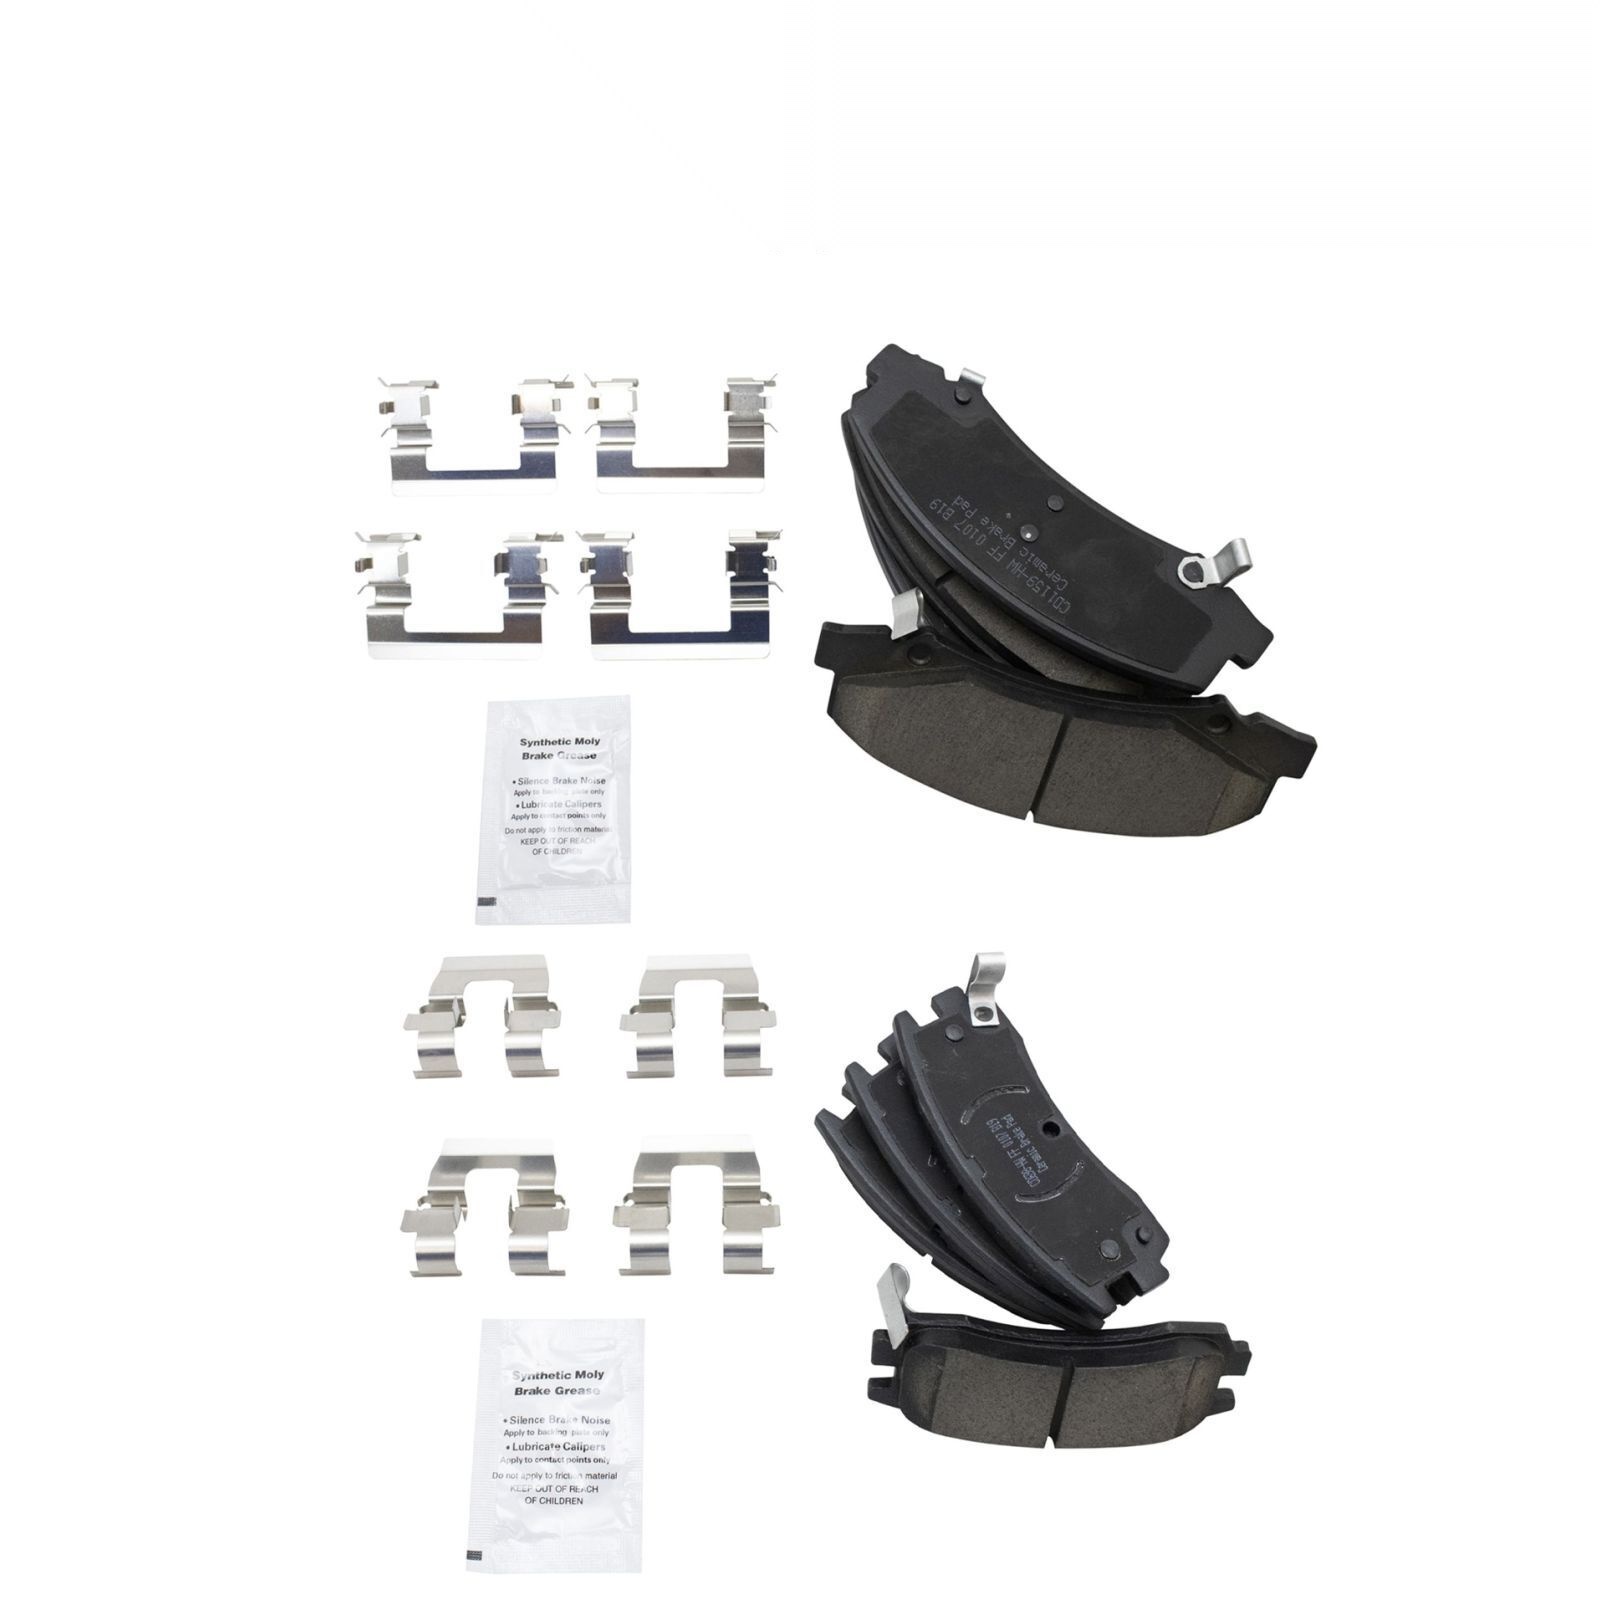 CD1159-HW FF 0107 B19
Ceramic Brake Pad
Synthetic Moly
Brake Grease
• Silence Brake Noise
Apply to backing plate only
• Lubricate Calipers
Apply to contact points only
Do not apply to friction material
KEEP OUT OF REACH
OF CHILDREN
FF 0107 B19
Ceramic Brake Pad
Synthetic Moly
Brake Grease
• Silence Brake Noise
Apply to backing plate only
• Lubricate Calipers
Apply to contact points only
Do not apply to friction material
KEEP OUT OF REACH
OF CHILDREN